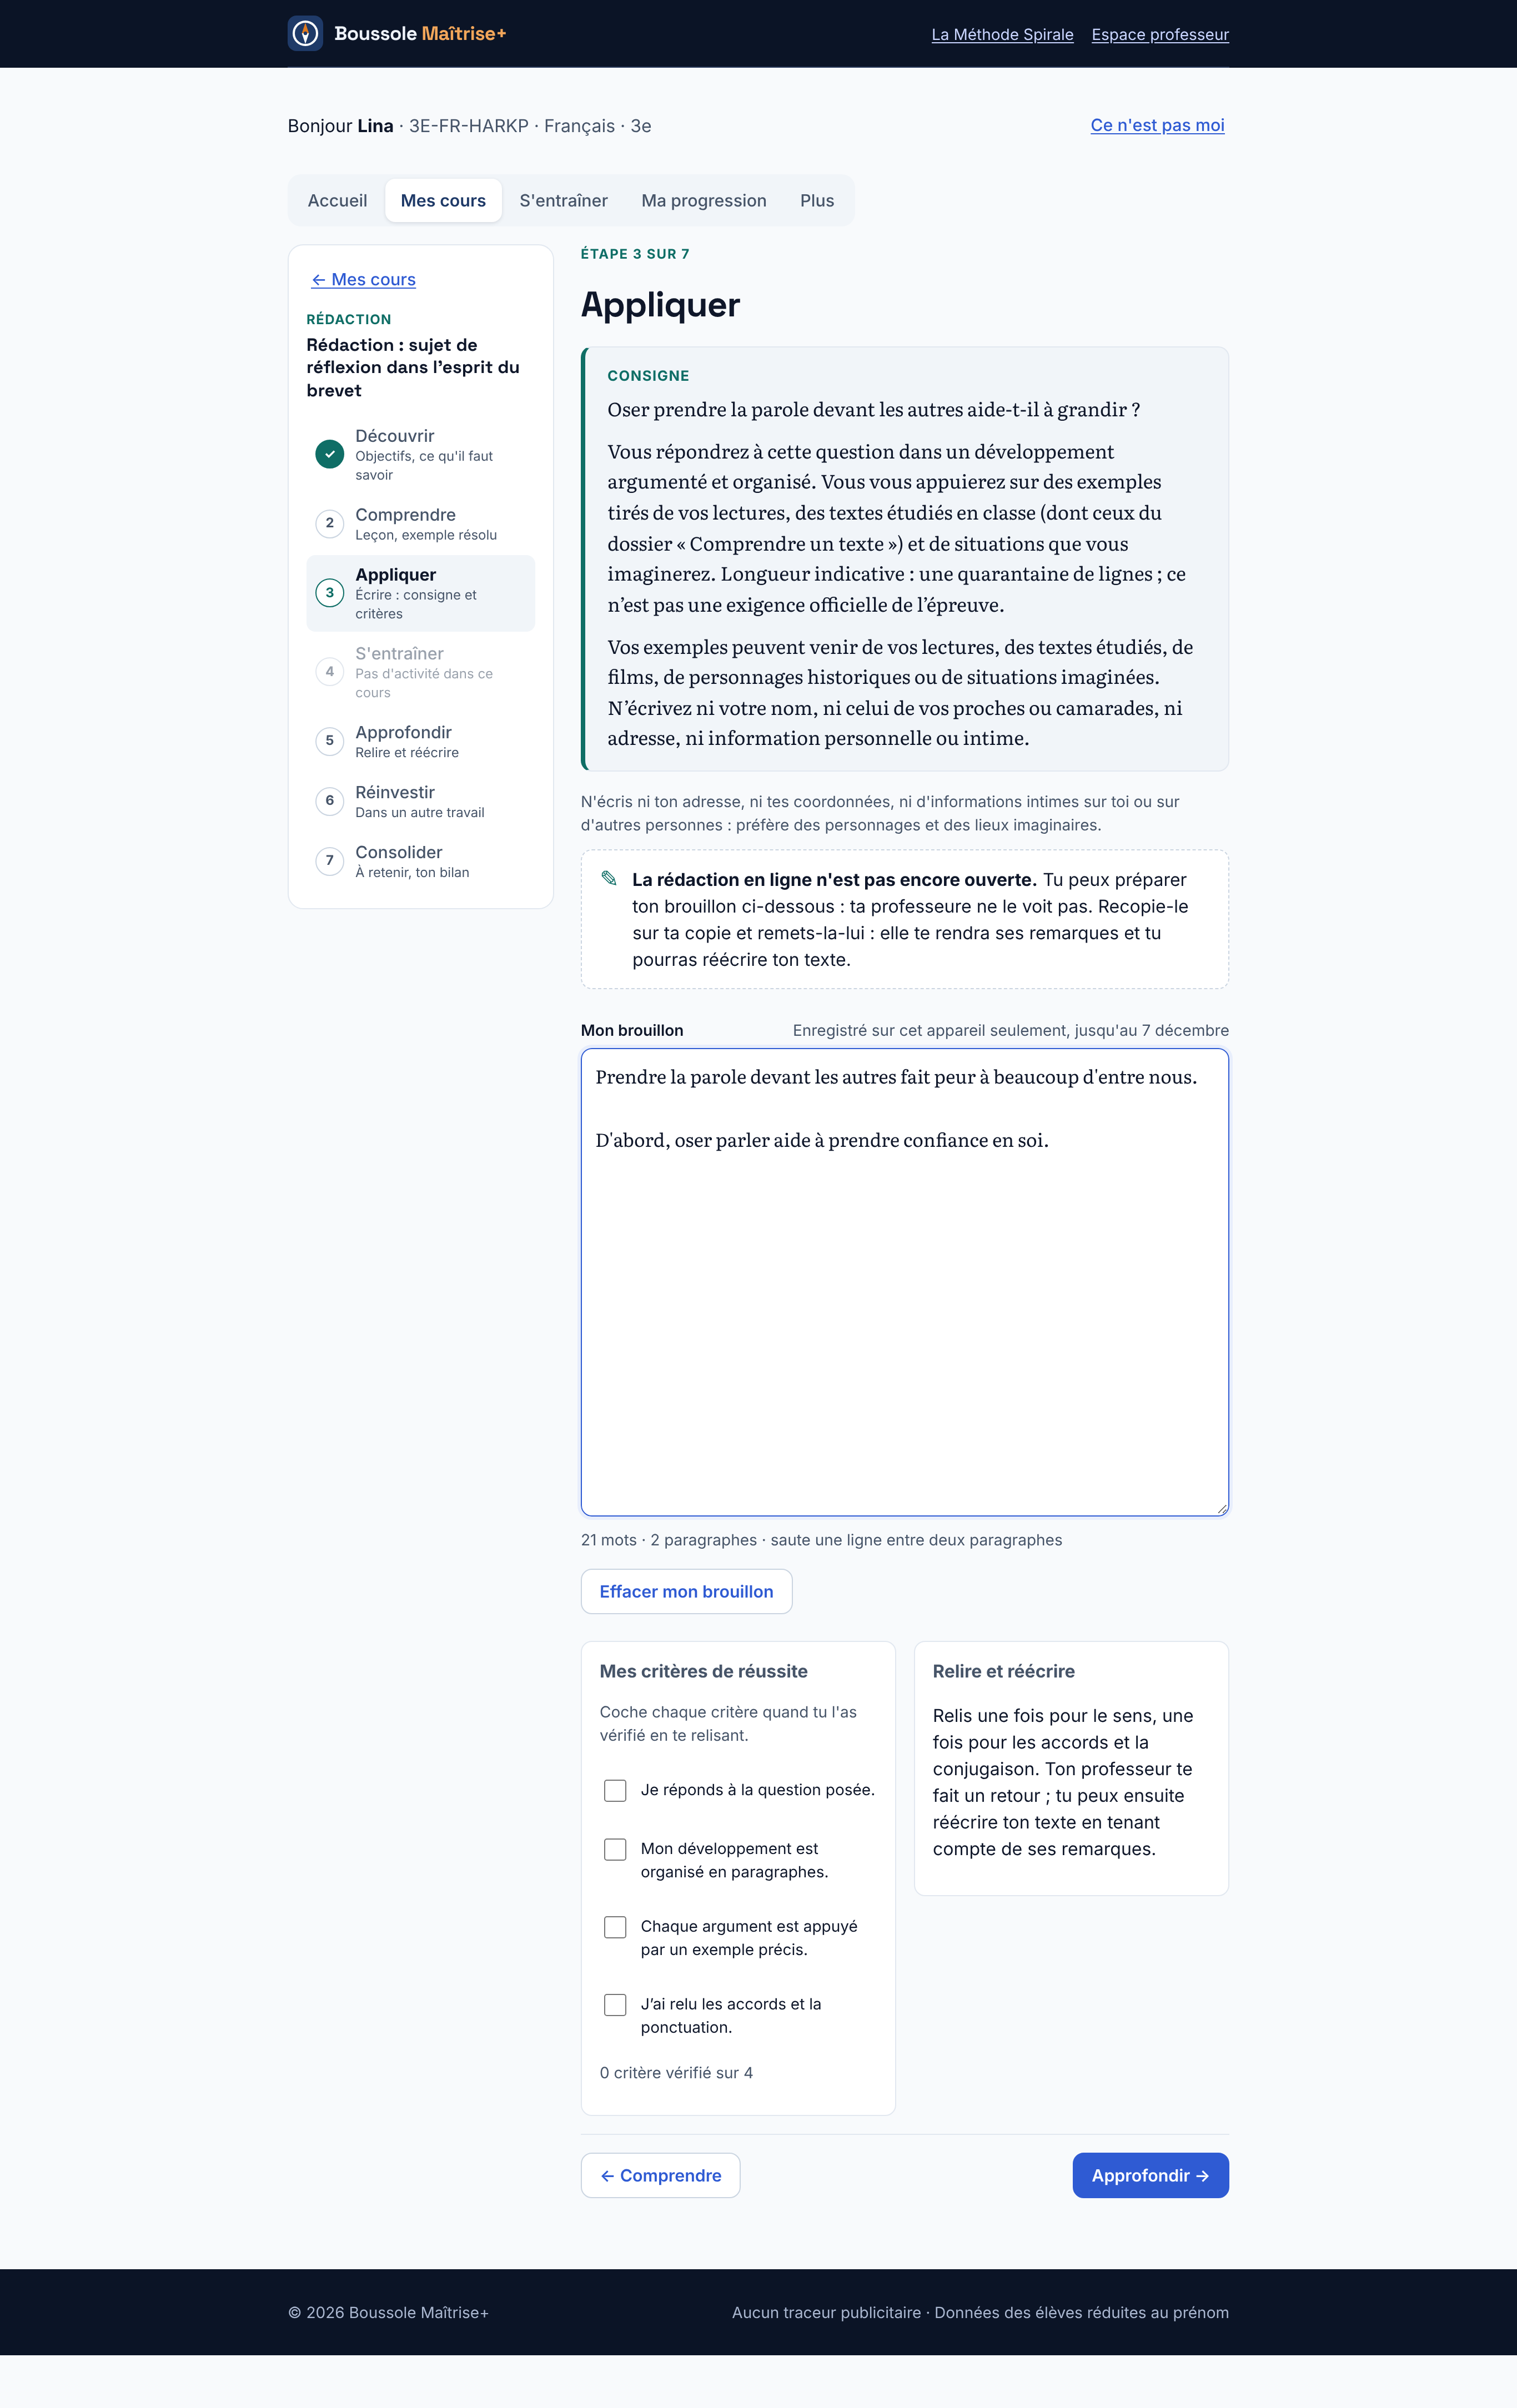 Boussole Maîtrise+
La Méthode Spirale Espace professeur
Bonjour Lina · 3E-FR-HARKP · Français · 3e
Ce n'est pas moi
Accueil Mes cours S'entraîner Ma progression Plus
← Mes cours
RÉDACTION
Rédaction : sujet de
réflexion dans l’esprit du
brevet
Découvrir
Objectifs, ce qu'il faut
savoir
2 Comprendre
Leçon, exemple résolu
3 Appliquer
Écrire : consigne et
critères
4 S'entraîner
Pas d'activité dans ce
cours
5 Approfondir
Relire et réécrire
6 Réinvestir
Dans un autre travail
7 Consolider
À retenir, ton bilan
ÉTAPE 3 SUR 7
Appliquer
CONSIGNE
Oser prendre la parole devant les autres aide-t-il à grandir ?
Vous répondrez à cette question dans un développement
argumenté et organisé. Vous vous appuierez sur des exemples
tirés de vos lectures, des textes étudiés en classe (dont ceux du
dossier « Comprendre un texte ») et de situations que vous
imaginerez. Longueur indicative : une quarantaine de lignes ; ce
n’est pas une exigence officielle de l’épreuve.
Vos exemples peuvent venir de vos lectures, des textes étudiés, de
films, de personnages historiques ou de situations imaginées.
N’écrivez ni votre nom, ni celui de vos proches ou camarades, ni
adresse, ni information personnelle ou intime.
N'écris ni ton adresse, ni tes coordonnées, ni d'informations intimes sur toi ou sur
d'autres personnes : préfère des personnages et des lieux imaginaires.
La rédaction en ligne n'est pas encore ouverte. Tu peux préparer
ton brouillon ci-dessous : ta professeure ne le voit pas. Recopie-le
sur ta copie et remets-la-lui : elle te rendra ses remarques et tu
pourras réécrire ton texte.
Mon brouillon
Enregistré sur cet appareil seulement, jusqu'au 7 décembre
Prendre la parole devant les autres fait peur à beaucoup d'entre nous.
D'abord, oser parler aide à prendre confiance en soi.
21 mots · 2 paragraphes · saute une ligne entre deux paragraphes
Effacer mon brouillon
Mes critères de réussite
Coche chaque critère quand tu l'as
vérifié en te relisant.
Je réponds à la question posée.
Mon développement est
organisé en paragraphes.
Chaque argument est appuyé
par un exemple précis.
J’ai relu les accords et la
ponctuation.
0 critère vérifié sur 4
Relire et réécrire
Relis une fois pour le sens, une
fois pour les accords et la
conjugaison. Ton professeur te
fait un retour ; tu peux ensuite
réécrire ton texte en tenant
compte de ses remarques.
← Comprendre
Approfondir →
© 2026 Boussole Maîtrise+
Aucun traceur publicitaire · Données des élèves réduites au prénom